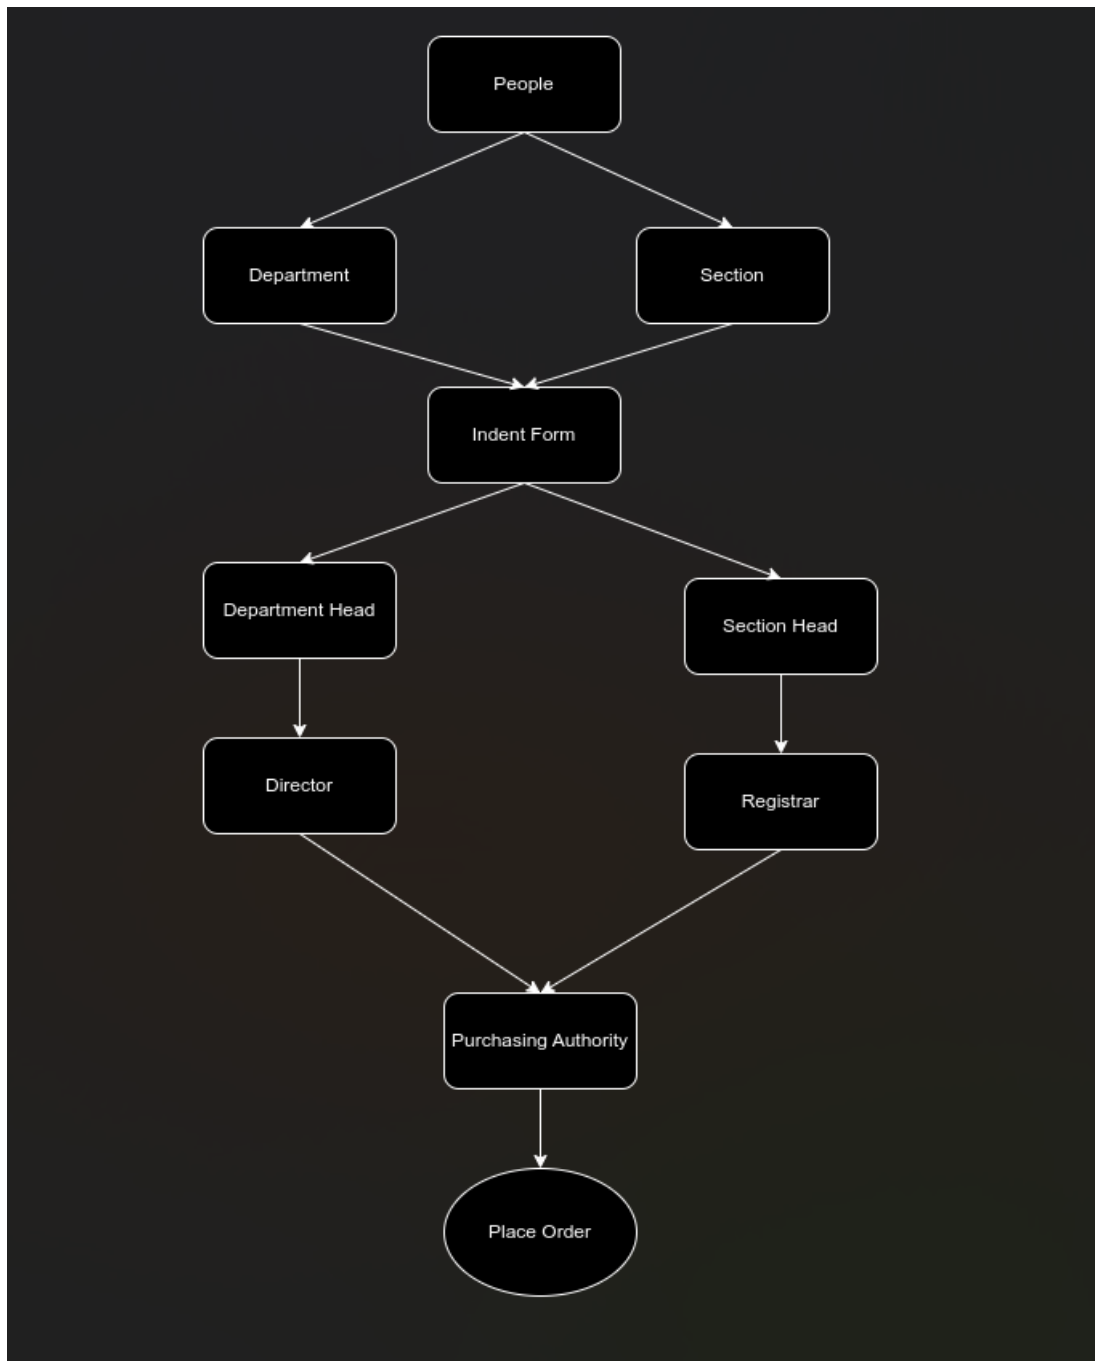 People
Department
Section
Indent Form
Department Head
Section Head
Director
Registrar
Purchasing Authority
Place Order